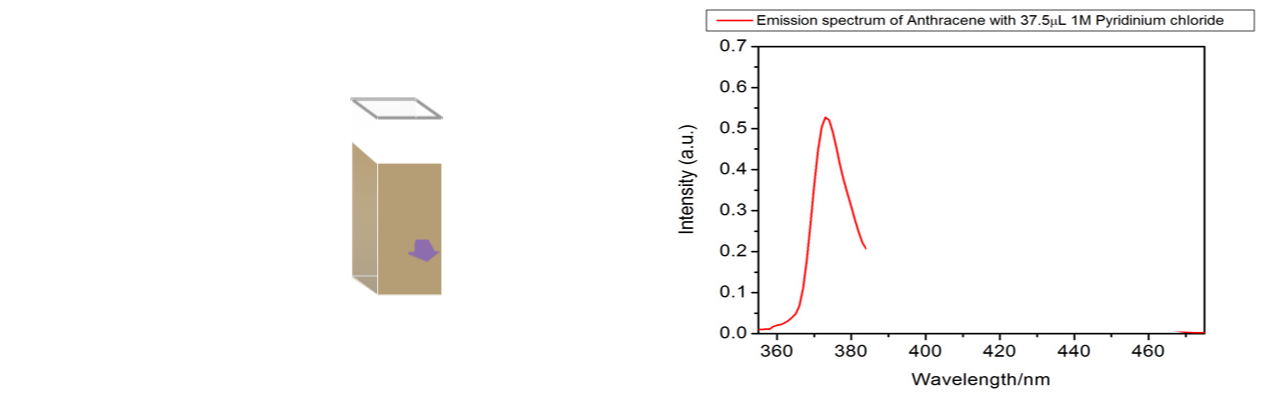 Emission spectrum of Anthracene with 37.5μL 1M Pyridinium chloride
0.7
0.6
0.5
0.4
0.3
0.2
0.1
0.0
Intensity (a.u.)
360 380 400 420 440 460
Wavelength/nm